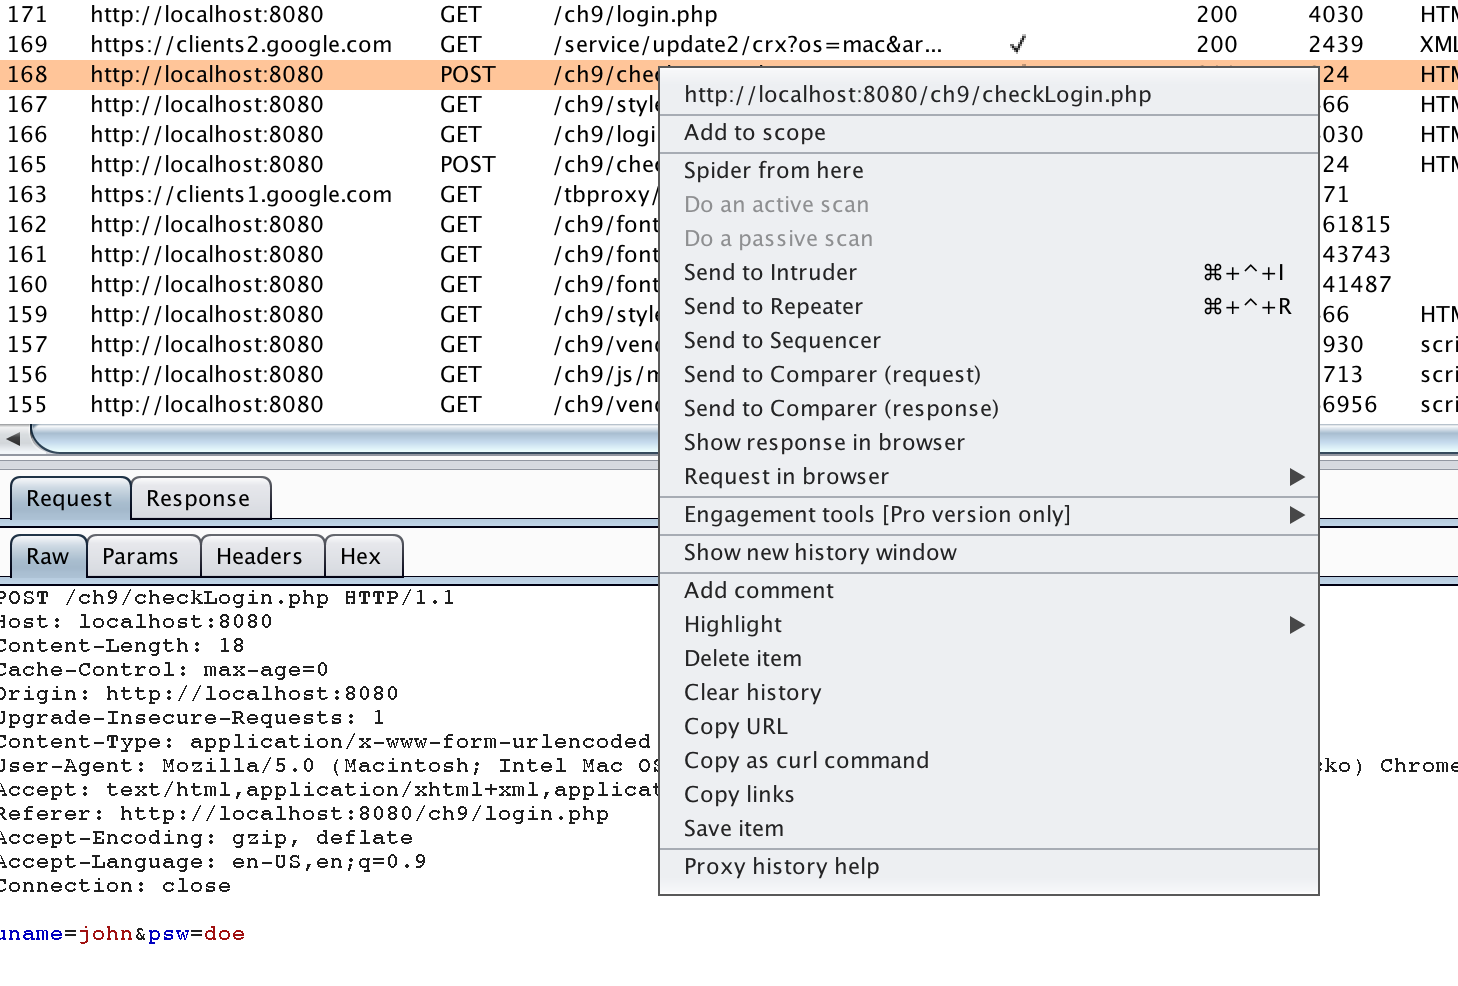 171 http://localhost:8080 GET /ch9/login.php 200 4030 HTM
169 https://clients2.google.com GET /service/update2/crx?os=mac&ar... ✓ 200 2439 XML
168 http://localhost:8080 POST /ch9/chec 24 HTM
167 http://localhost:8080 GET /ch9/style 66 HTM
166 http://localhost:8080 GET /ch9/logi 030 HTM
165 http://localhost:8080 POST /ch9/chec 24 HTM
163 https://clients1.google.com GET /tbproxy/ 71
162 http://localhost:8080 GET /ch9/font 61815
161 http://localhost:8080 GET /ch9/font 43743
160 http://localhost:8080 GET /ch9/font 41487
159 http://localhost:8080 GET /ch9/style 66 HTM
157 http://localhost:8080 GET /ch9/vend 930 scri
156 http://localhost:8080 GET /ch9/js/n 713 scri
155 http://localhost:8080 GET /ch9/vend 6956 scri
http://localhost:8080/ch9/checkLogin.php
Add to scope
Spider from here
Do an active scan
Do a passive scan
Send to Intruder ⌘+^+I
Send to Repeater ⌘+^+R
Send to Sequencer
Send to Comparer (request)
Send to Comparer (response)
Show response in browser
Request in browser
Engagement tools [Pro version only]
Show new history window
Add comment
Highlight
Delete item
Clear history
Copy URL
Copy as curl command
Copy links
Save item
Proxy history help
Request Response
Raw Params Headers Hex
POST /ch9/checkLogin.php HTTP/1.1
Host: localhost:8080
Content-Length: 18
Cache-Control: max-age=0
Origin: http://localhost:8080
Upgrade-Insecure-Requests: 1
Content-Type: application/x-www-form-urlencoded
User-Agent: Mozilla/5.0 (Macintosh; Intel Mac OS cko) Chrome
Accept: text/html,application/xhtml+xml,applicat
Referer: http://localhost:8080/ch9/login.php
Accept-Encoding: gzip, deflate
Accept-Language: en-US,en;q=0.9
Connection: close
uname=john&psw=doe